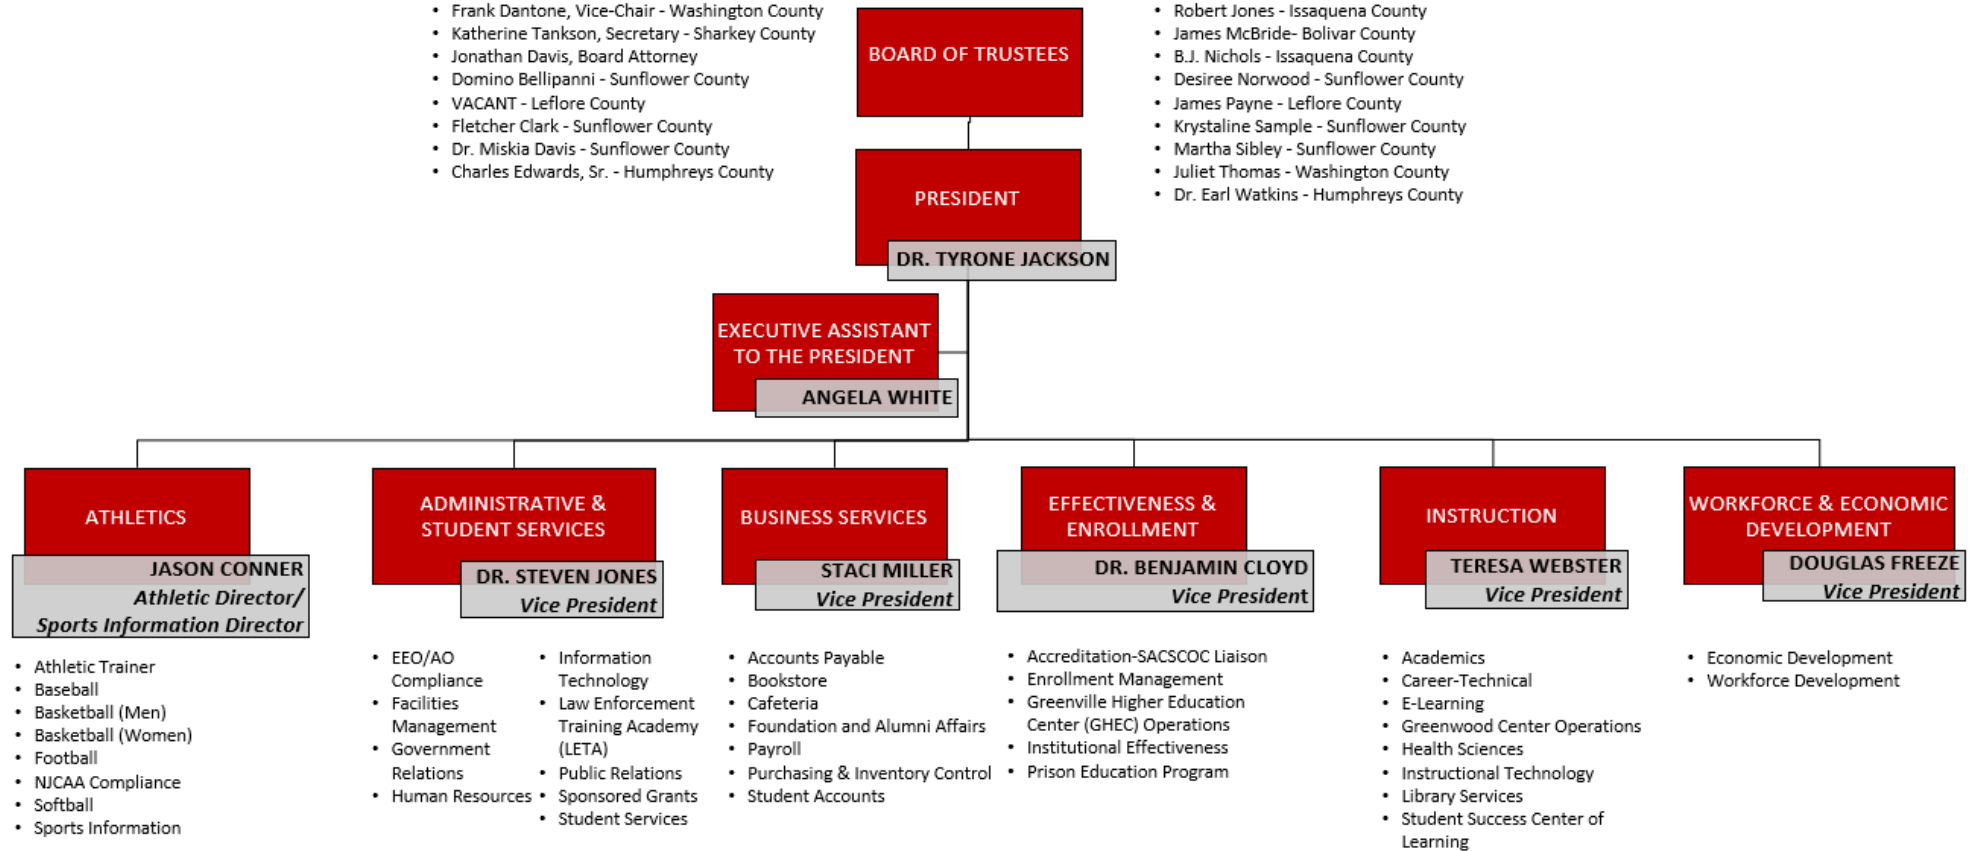 • Frank Dantone, Vice-Chair - Washington County
• Katherine Tankson, Secretary - Sharkey County
• Jonathan Davis, Board Attorney
• Domino Bellipanni - Sunflower County
• VACANT - Leflore County
• Fletcher Clark - Sunflower County
• Dr. Miskia Davis - Sunflower County
• Charles Edwards, Sr. - Humphreys County
BOARD OF TRUSTEES
• Robert Jones - Issaquena County
• James McBride- Bolivar County
• B.J. Nichols - Issaquena County
• Desiree Norwood - Sunflower County
• James Payne - Leflore County
• Krystaline Sample - Sunflower County
• Martha Sibley - Sunflower County
• Juliet Thomas - Washington County
• Dr. Earl Watkins - Humphreys County
PRESIDENT
DR. TYRONE JACKSON
EXECUTIVE ASSISTANT
TO THE PRESIDENT
ANGELA WHITE
ATHLETICS
JASON CONNER
Athletic Director/
Sports Information Director
• Athletic Trainer
• Baseball
• Basketball (Men)
• Basketball (Women)
• Football
• NJCAA Compliance
• Softball
• Sports Information
ADMINISTRATIVE &
STUDENT SERVICES
DR. STEVEN JONES
Vice President
• EEO/AO
Compliance
• Facilities
Management
• Government
Relations
• Human Resources
• Information
Technology
• Law Enforcement
Training Academy
(LETA)
• Public Relations
• Sponsored Grants
• Student Services
BUSINESS SERVICES
STACI MILLER
Vice President
• Accounts Payable
• Bookstore
• Cafeteria
• Foundation and Alumni Affairs
• Payroll
• Purchasing & Inventory Control
• Student Accounts
EFFECTIVENESS &
ENROLLMENT
DR. BENJAMIN CLOYD
Vice President
• Accreditation-SACSCOC Liaison
• Enrollment Management
• Greenville Higher Education
Center (GHEC) Operations
• Institutional Effectiveness
• Prison Education Program
INSTRUCTION
TERESA WEBSTER
Vice President
• Academics
• Career-Technical
• E-Learning
• Greenwood Center Operations
• Health Sciences
• Instructional Technology
• Library Services
• Student Success Center of
Learning
WORKFORCE & ECONOMIC
DEVELOPMENT
DOUGLAS FREEZE
Vice President
• Economic Development
• Workforce Development